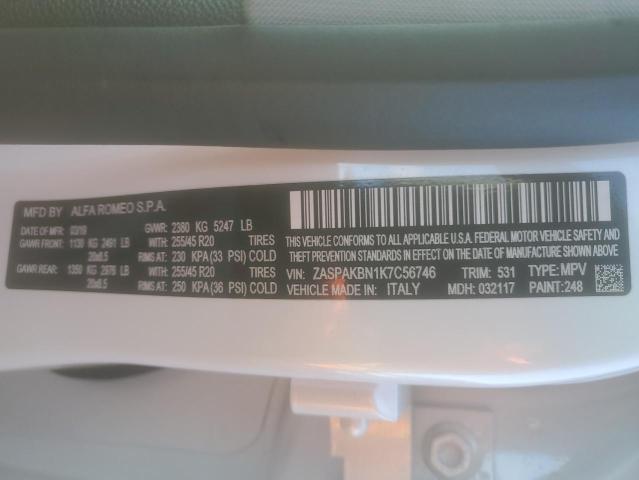 MFD BY ALFA ROMEO S.P.A.
DATE OF MFR: 03/19 GVWR: 2380 KG 5247 LB
GAWR FRONT: 1130 KG 2491 LB WITH: 255/45 R20 TIRES
20x8.5 RIMS AT: 230 KPA (33 PSI) COLD
GAWR REAR: 1350 KG 2976 LB WITH: 255/45 R20 TIRES
20x8.5 RIMS AT: 250 KPA (36 PSI) COLD
THIS VEHICLE CONFORMS TO ALL APPLICABLE U.S.A. FEDERAL MOTOR VEHICLE SAFETY,
THEFT PREVENTION STANDARDS IN EFFECT ON THE DATE OF MANUFACTURE SHOWN ABOVE.
VIN: ZASPAKBN1K7C56746 TRIM: 531 TYPE: MPV
VEHICLE MADE IN: ITALY MDH: 032117 PAINT: 248